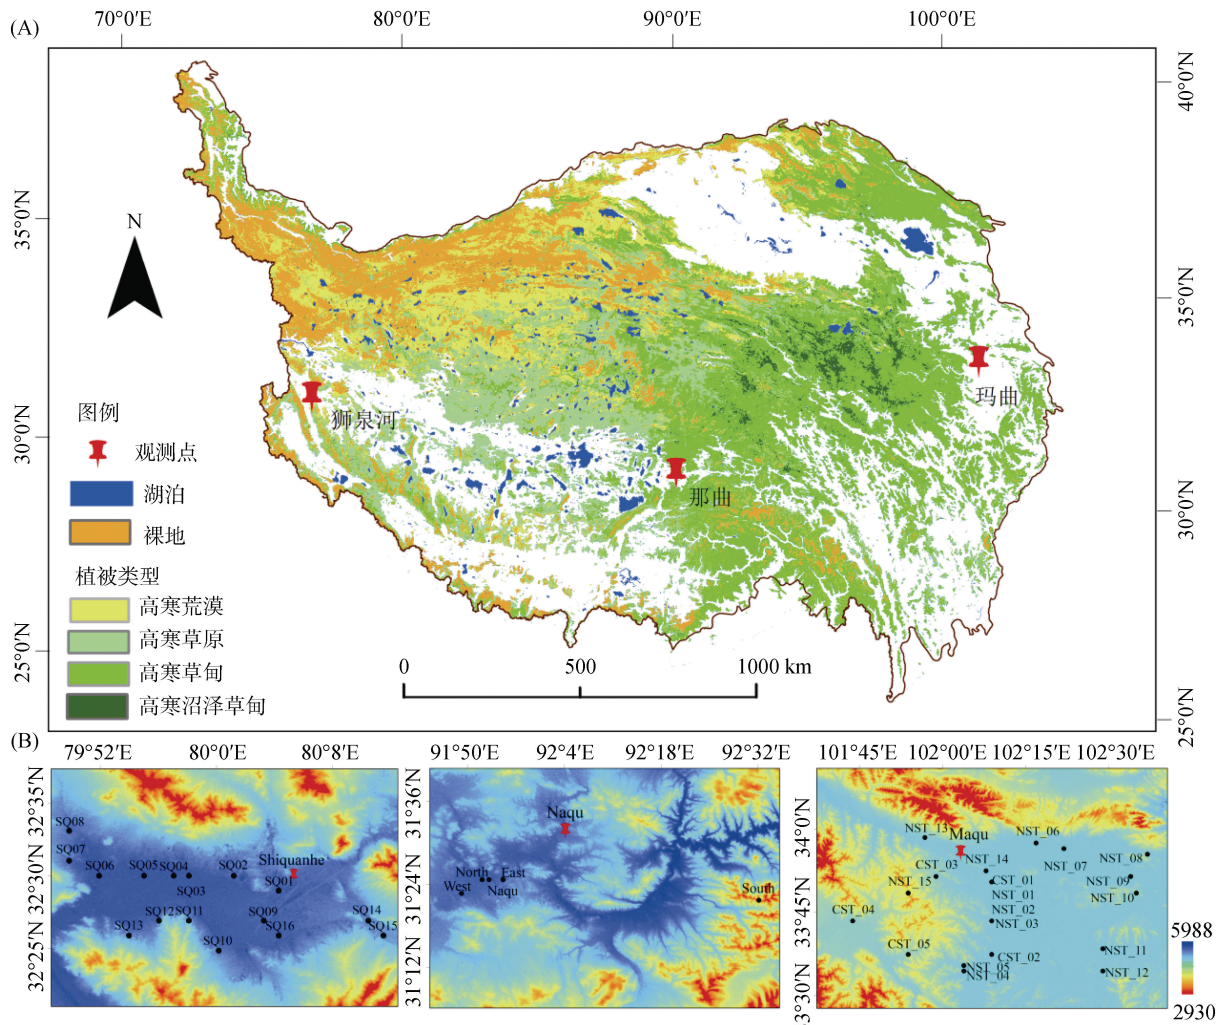 (A)
70°0′E
80°0′E
90°0′E
100°0′E
40°0′N
35°0′N
30°0′N
25°0′N
35°0′N
30°0′N
25°0′N
N
狮泉河
那曲
玛曲
图例
观测点
湖泊
裸地
植被类型
高寒荒漠
高寒草原
高寒草甸
高寒沼泽草甸
0
500
1000 km
(B)
79°52′E
80°0′E
80°8′E
32°35′N
32°30′N
32°25′N
SQ08
SQ07
SQ06
SQ05
SQ04
SQ03
SQ02
Shiquanhe
SQ01
SQ12
SQ11
SQ09
SQ14
SQ13
SQ16
SQ15
SQ10
91°50′E
92°4′E
92°18′E
92°32′E
31°36′N
31°24′N
31°12′N
Naqu
North
East
West
Naqu
South
101°45′E
102°0′E
102°15′E
102°30′E
34°0′N
33°45′N
3°30′N
NST_13
Maqu
NST_06
NST_14
NST_07
NST_08
CST_03
CST_01
NST_09
NST_15
NST_01
NST_10
CST_04
NST_02
NST_03
CST_05
CST_02
NST_11
NST_05
NST_04
NST_12
5988
2930